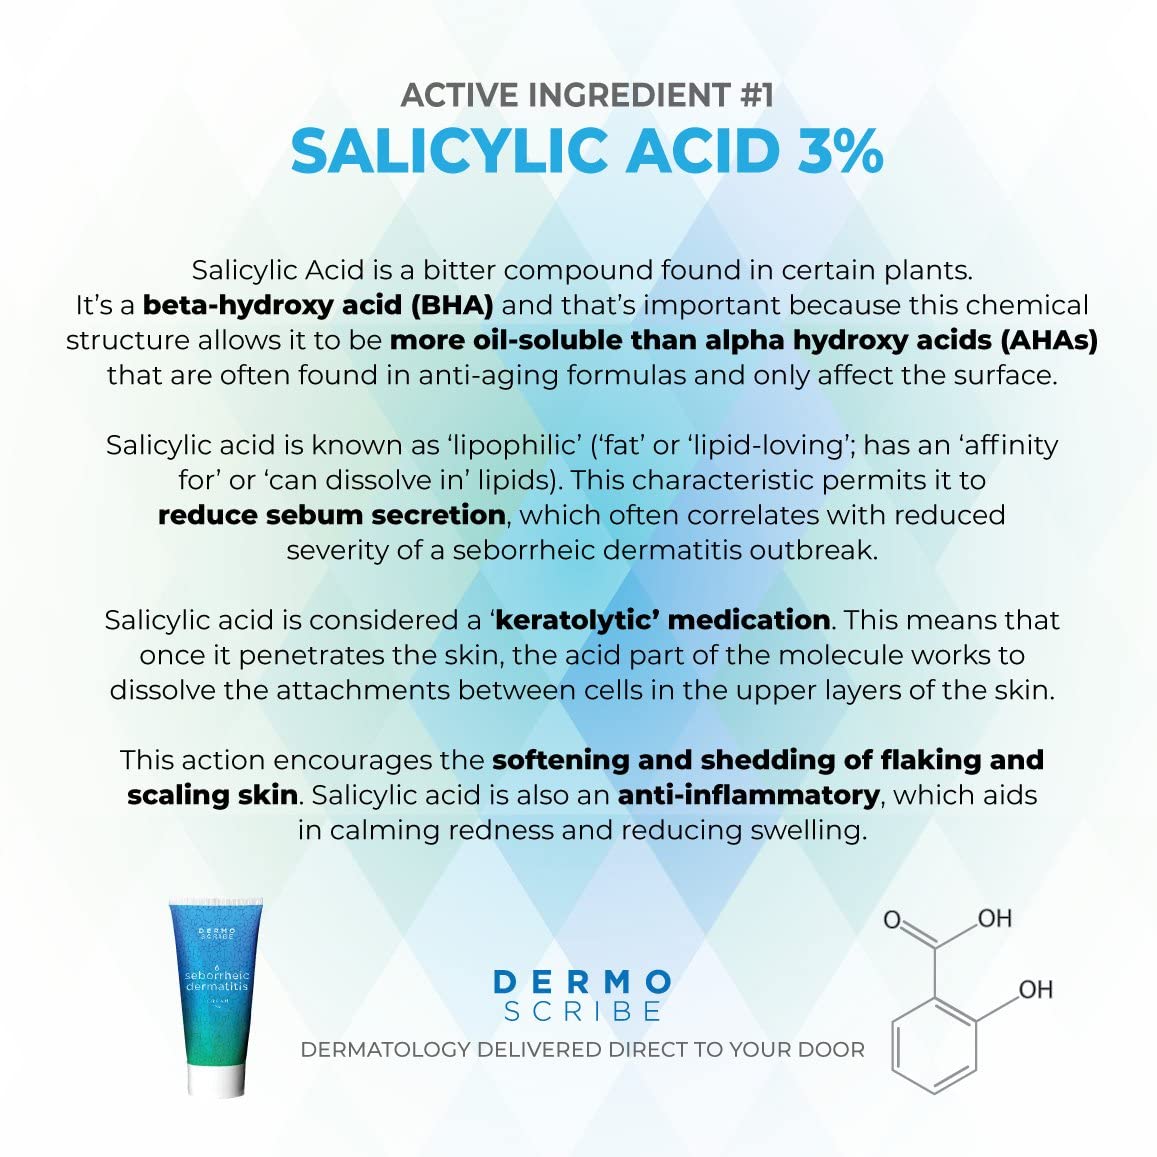 ACTIVE INGREDIENT #1
SALICYLIC ACID 3%
Salicylic Acid is a bitter compound found in certain plants.
It's a beta-hydroxy acid (BHA) and that's important because this chemical
structure allows it to be more oil-soluble than alpha hydroxy acids (AHAs)
that are often found in anti-aging formulas and only affect the surface.
Salicylic acid is known as ‘lipophilic’ (‘fat’ or ‘lipid-loving’; has an ‘affinity
for’ or ‘can dissolve in’ lipids). This characteristic permits it to
reduce sebum secretion, which often correlates with reduced
severity of a seborrheic dermatitis outbreak.
Salicylic acid is considered a ‘keratolytic’ medication. This means that
once it penetrates the skin, the acid part of the molecule works to
dissolve the attachments between cells in the upper layers of the skin.
This action encourages the softening and shedding of flaking and
scaling skin. Salicylic acid is also an anti-inflammatory, which aids
in calming redness and reducing swelling.
DERMO
SCRIBE
seborrheic
dermatitis
DERMO
SCRIBE
DERMATOLOGY DELIVERED DIRECT TO YOUR DOOR
O
OH
OH